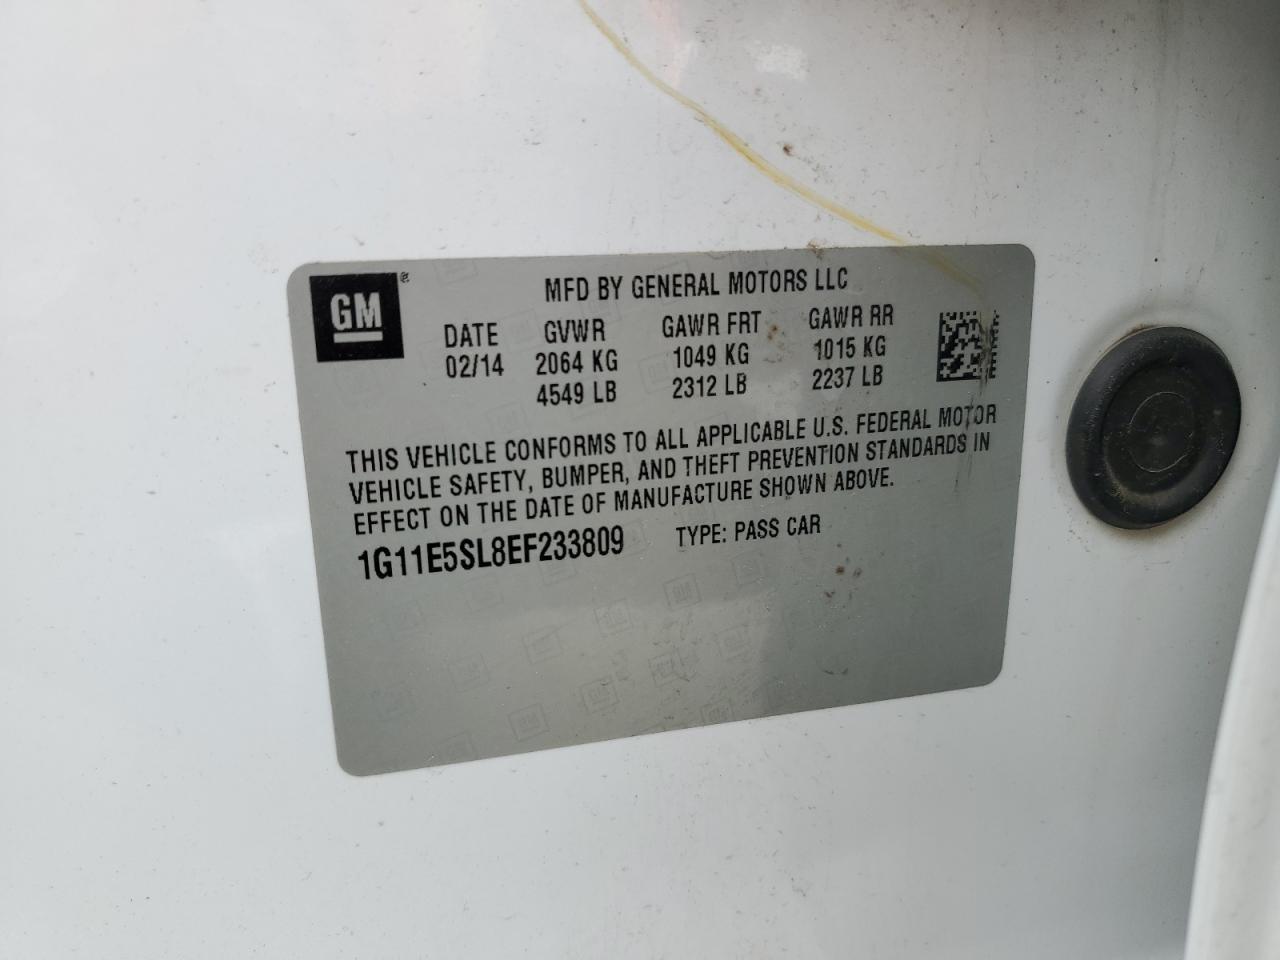 GM®
MFD BY GENERAL MOTORS LLC
DATE GVWR GAWR FRT GAWR RR
02/14 2064 KG 1049 KG 1015 KG
4549 LB 2312 LB 2237 LB
THIS VEHICLE CONFORMS TO ALL APPLICABLE U.S. FEDERAL MOTOR
VEHICLE SAFETY, BUMPER, AND THEFT PREVENTION STANDARDS IN
EFFECT ON THE DATE OF MANUFACTURE SHOWN ABOVE.
1G11E5SL8EF233809 TYPE: PASS CAR